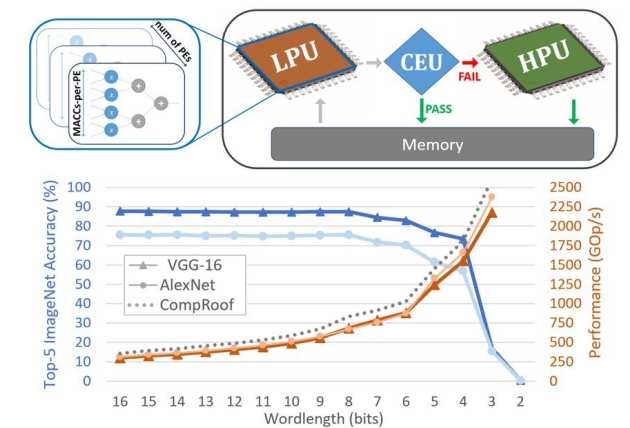 num of PEs
MACCs-per-PE
LPU
CEU
HPU
FAIL
PASS
Memory
Top-5 ImageNet Accuracy (%)
100
90
80
70
60
50
40
30
20
10
0
VGG-16
AlexNet
CompRoof
2500
2250
2000
1750
1500
1250
1000
750
500
250
0
Performance (GOp/s)
16 15 14 13 12 11 10 9 8 7 6 5 4 3 2
Wordlength (bits)